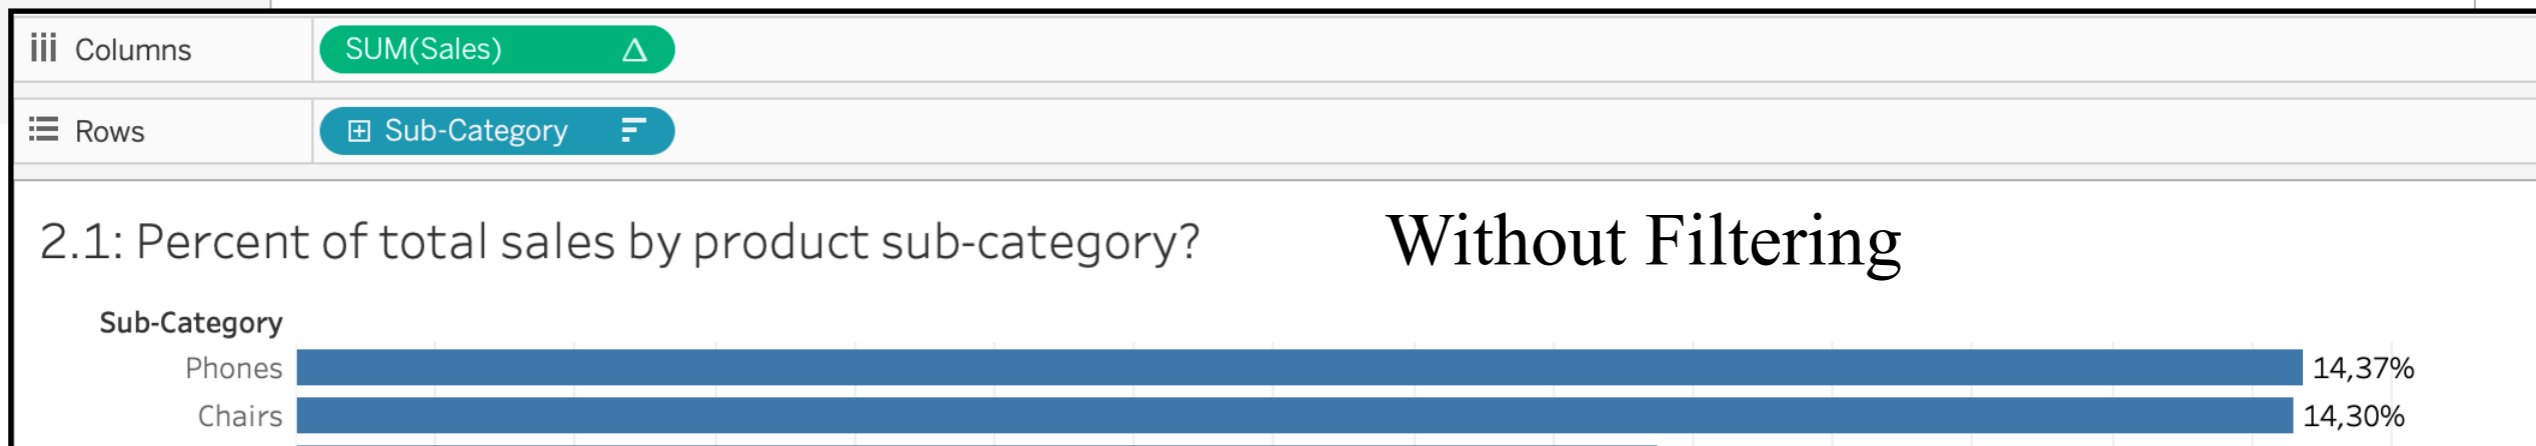 Columns SUM(Sales) Δ
Rows Sub-Category
2.1: Percent of total sales by product sub-category? Without Filtering
Sub-Category
Phones 14,37%
Chairs 14,30%